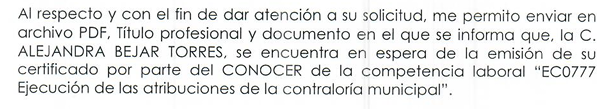 Al respecto y con el fin de dar atención a su solicitud, me permito enviar en
archivo PDF, Título profesional y documento en el que se informa que, la C.
ALEJANDRA BEJAR TORRES, se encuentra en espera de la emisión de su
certificado por parte del CONOCER de la competencia laboral "EC0777
Ejecución de las atribuciones de la contraloría municipal".